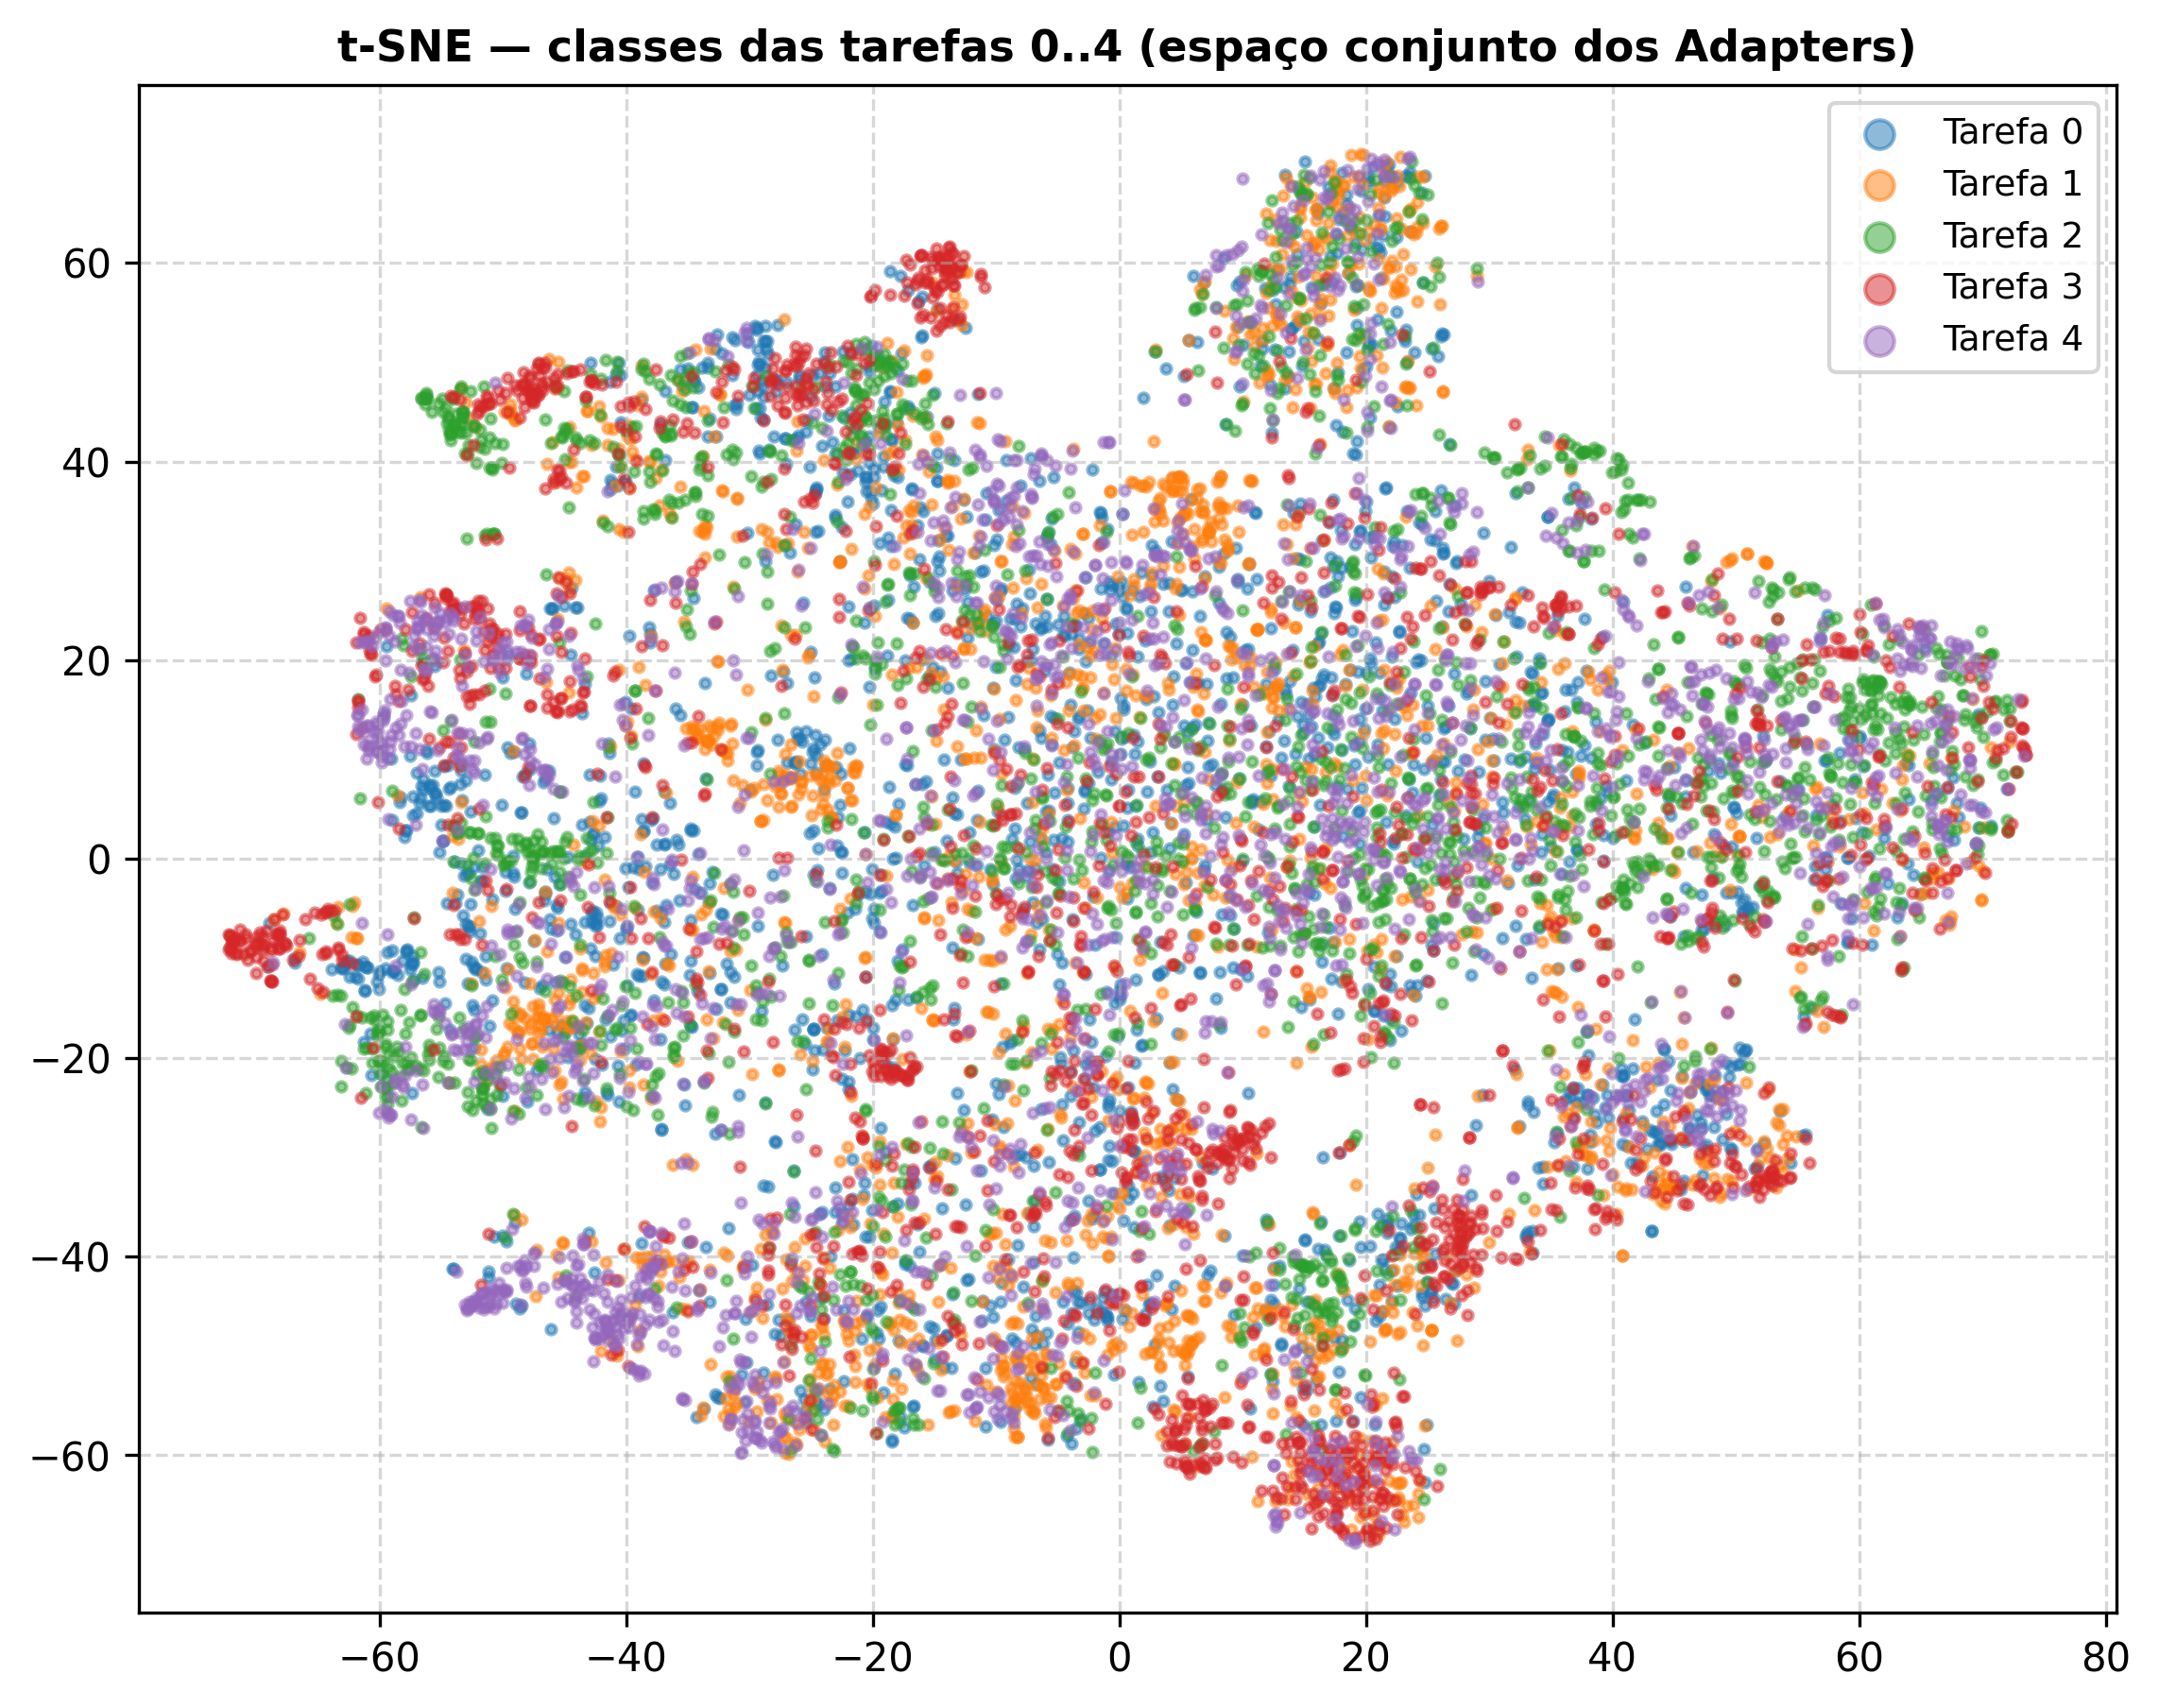 t-SNE — classes das tarefas 0..4 (espaço conjunto dos Adapters)
Tarefa 0
Tarefa 1
Tarefa 2
Tarefa 3
Tarefa 4
60
40
20
0
−20
−40
−60
−60 −40 −20 0 20 40 60 80